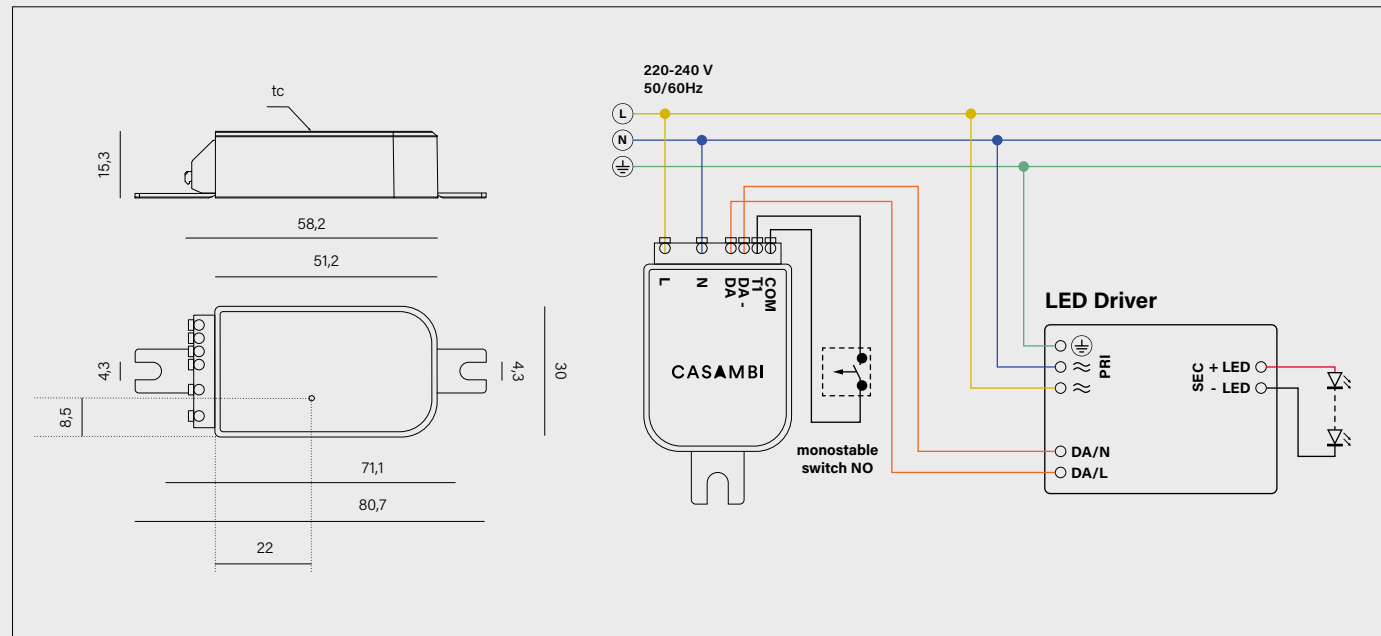 tc
15,3
58,2
51,2
4,3
4,3
30
8,5
71,1
80,7
22
220-240 V
50/60Hz
L
N
L
N
DA
DA -
T1
COM
CASAMBI
monostable
switch NO
LED Driver
PRI
SEC
+ LED
- LED
DA/N
DA/L